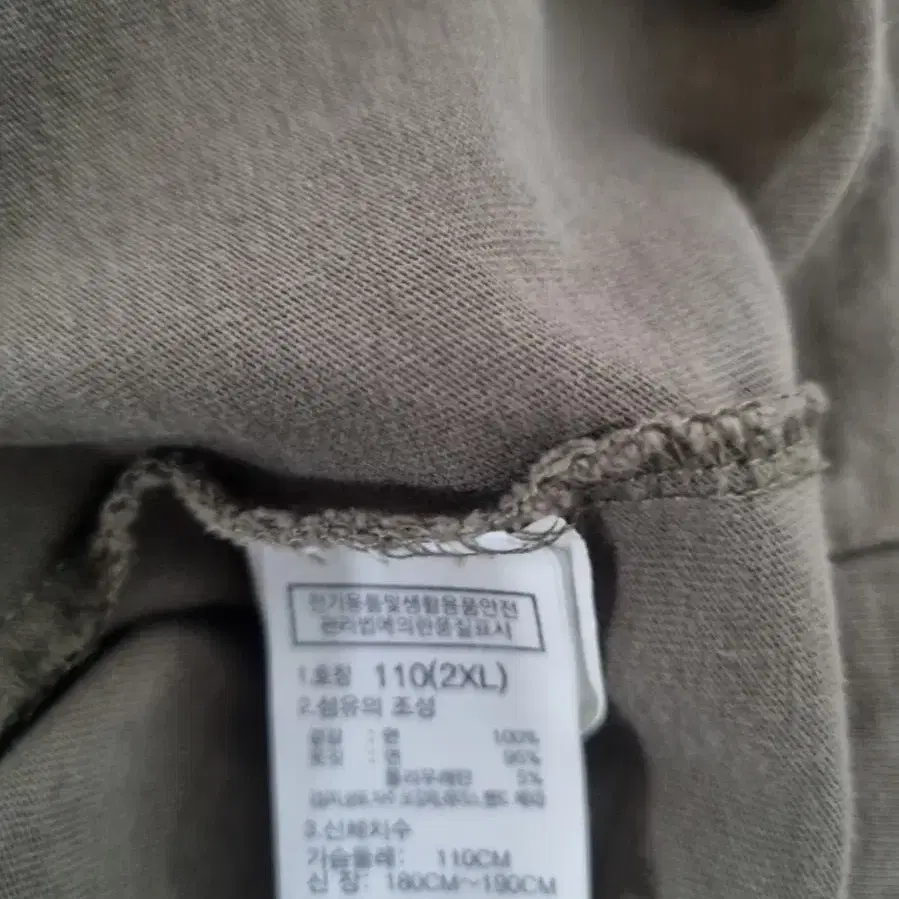 전기용품및생활용품안전
관리법에의한품질표시
1.호칭 110(2XL)
2.섬유의 조성
겉감 : 면 100%
: 면 95%
폴리우레탄 5%
3.신체치수
가슴둘레: 110CM
신 장: 180CM~190CM